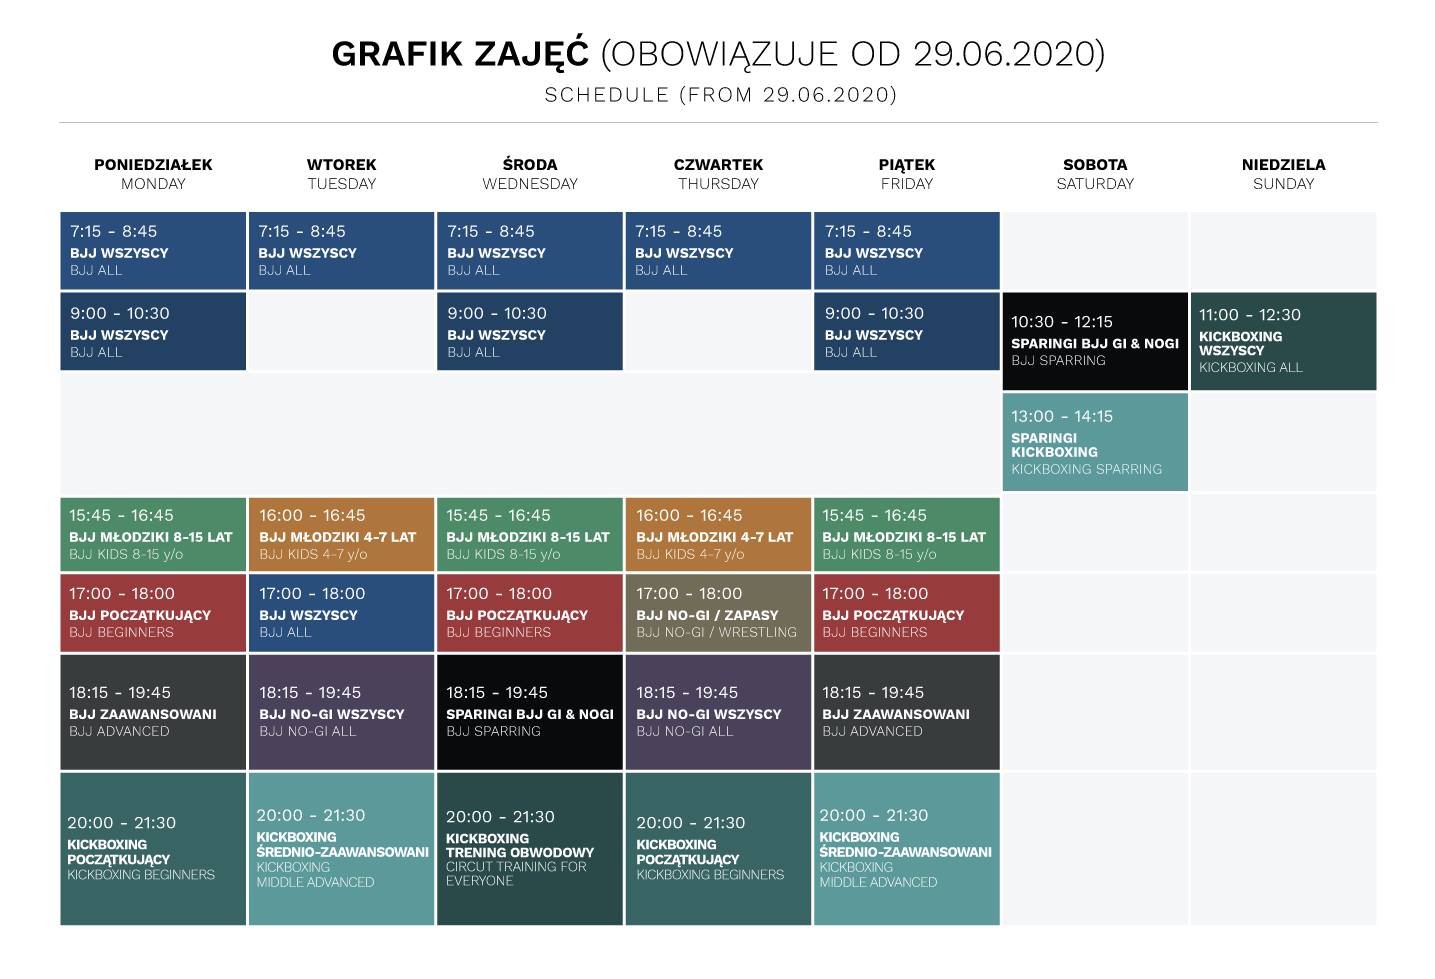 GRAFIK ZAJĘĆ (OBOWIĄZUJE OD 29.06.2020)
SCHEDULE (FROM 29.06.2020)
PONIEDZIAŁEK
MONDAY
WTOREK
TUESDAY
ŚRODA
WEDNESDAY
CZWARTEK
THURSDAY
PIĄTEK
FRIDAY
SOBOTA
SATURDAY
NIEDZIELA
SUNDAY
7:15 - 8:45
BJJ WSZYSCY
BJJ ALL
7:15 - 8:45
BJJ WSZYSCY
BJJ ALL
7:15 - 8:45
BJJ WSZYSCY
BJJ ALL
7:15 - 8:45
BJJ WSZYSCY
BJJ ALL
7:15 - 8:45
BJJ WSZYSCY
BJJ ALL
9:00 - 10:30
BJJ WSZYSCY
BJJ ALL
9:00 - 10:30
BJJ WSZYSCY
BJJ ALL
9:00 - 10:30
BJJ WSZYSCY
BJJ ALL
10:30 - 12:15
SPARINGI BJJ GI & NOGI
BJJ SPARRING
11:00 - 12:30
KICKBOXING
WSZYSCY
KICKBOXING ALL
13:00 - 14:15
SPARINGI
KICKBOXING
KICKBOXING SPARRING
15:45 - 16:45
BJJ MŁODZIKI 8-15 LAT
BJJ KIDS 8-15 y/o
16:00 - 16:45
BJJ MŁODZIKI 4-7 LAT
BJJ KIDS 4-7 y/o
15:45 - 16:45
BJJ MŁODZIKI 8-15 LAT
BJJ KIDS 8-15 y/o
16:00 - 16:45
BJJ MŁODZIKI 4-7 LAT
BJJ KIDS 4-7 y/o
15:45 - 16:45
BJJ MŁODZIKI 8-15 LAT
BJJ KIDS 8-15 y/o
17:00 - 18:00
BJJ POCZĄTKUJĄCY
BJJ BEGINNERS
17:00 - 18:00
BJJ WSZYSCY
BJJ ALL
17:00 - 18:00
BJJ POCZĄTKUJĄCY
BJJ BEGINNERS
17:00 - 18:00
BJJ NO-GI / ZAPASY
BJJ NO-GI / WRESTLING
17:00 - 18:00
BJJ POCZĄTKUJĄCY
BJJ BEGINNERS
18:15 - 19:45
BJJ ZAAWANSOWANI
BJJ ADVANCED
18:15 - 19:45
BJJ NO-GI WSZYSCY
BJJ NO-GI ALL
18:15 - 19:45
SPARINGI BJJ GI & NOGI
BJJ SPARRING
18:15 - 19:45
BJJ NO-GI WSZYSCY
BJJ NO-GI ALL
18:15 - 19:45
BJJ ZAAWANSOWANI
BJJ ADVANCED
20:00 - 21:30
KICKBOXING
POCZĄTKUJĄCY
KICKBOXING BEGINNERS
20:00 - 21:30
KICKBOXING
ŚREDNIO-ZAAWANSOWANI
KICKBOXING
MIDDLE ADVANCED
20:00 - 21:30
KICKBOXING
TRENING OBWODOWY
CIRCUT TRAINING FOR
EVERYONE
20:00 - 21:30
KICKBOXING
POCZĄTKUJĄCY
KICKBOXING BEGINNERS
20:00 - 21:30
KICKBOXING
ŚREDNIO-ZAAWANSOWANI
KICKBOXING
MIDDLE ADVANCED